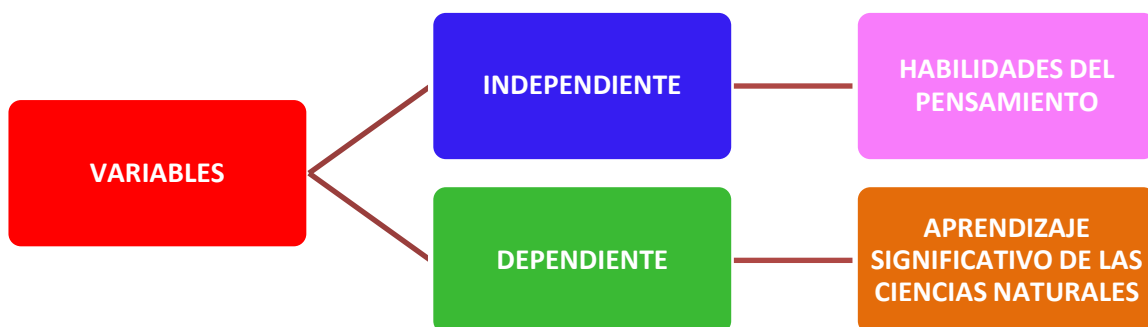 VARIABLES
INDEPENDIENTE
HABILIDADES DEL
PENSAMIENTO
DEPENDIENTE
APRENDIZAJE
SIGNIFICATIVO DE LAS
CIENCIAS NATURALES